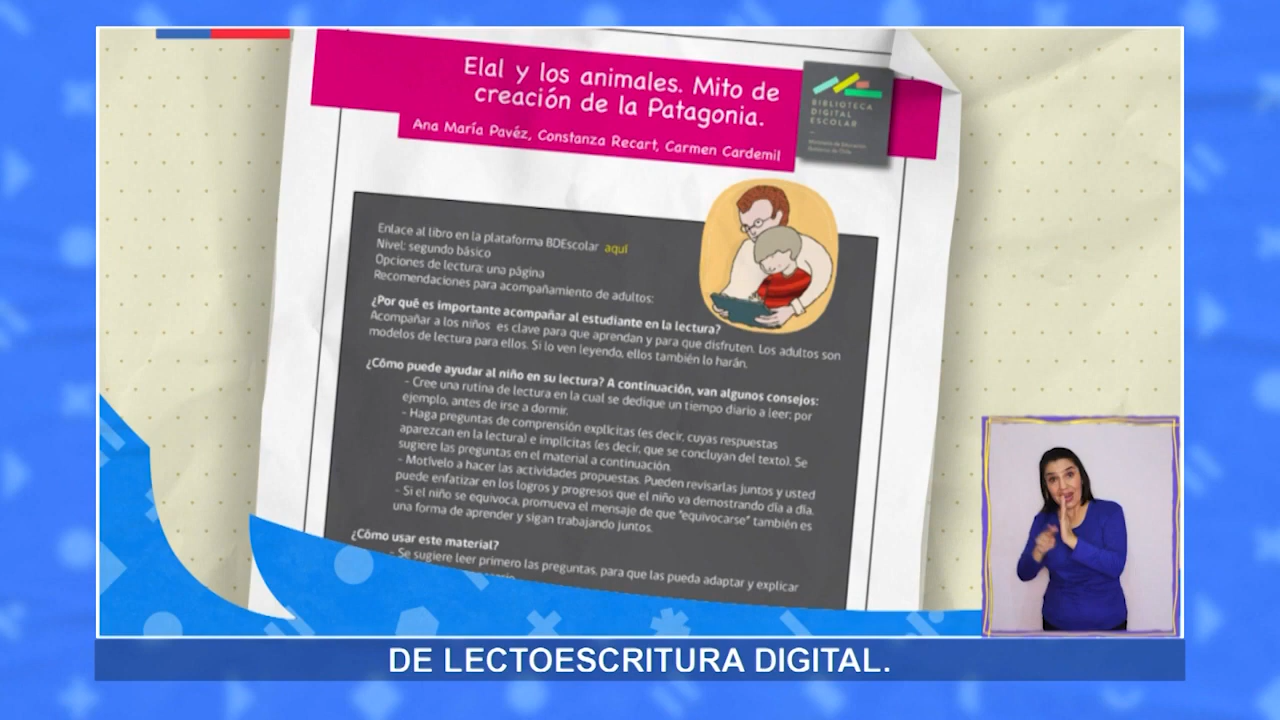 Elal y los animales. Mito de
creación de la Patagonia.
Ana María Pavéz, Constanza Recart, Carmen Cardemil
BIBLIOTECA
DIGITAL
ESCOLAR
Ministerio de Educación
Gobierno de Chile
Enlace al libro en la plataforma BDEscolar aquí
Nivel: segundo básico
Opciones de lectura: una página
Recomendaciones para acompañamiento de adultos:
¿Por qué es importante acompañar al estudiante en la lectura?
Acompañar a los niños es clave para que aprendan y para que disfruten. Los adultos son
modelos de lectura para ellos. Si lo ven leyendo, ellos también lo harán.
¿Cómo puede ayudar al niño en su lectura? A continuación, van algunos consejos:
- Cree una rutina de lectura en la cual se dedique un tiempo diario a leer; por
ejemplo, antes de irse a dormir.
- Haga preguntas de comprensión explícitas (es decir, cuyas respuestas
aparezcan en la lectura) e implícitas (es decir, que se concluyan del texto). Se
sugiere las preguntas en el material a continuación.
- Motívelo a hacer las actividades propuestas. Pueden revisarlas juntos y usted
puede enfatizar en los logros y progresos que el niño va demostrando día a día.
- Si el niño se equivoca, promueva el mensaje de que "equivocarse" también es
una forma de aprender y sigan trabajando juntos.
¿Cómo usar este material?
- Se sugiere leer primero las preguntas, para que las pueda adaptar y explicar
DE LECTOESCRITURA DIGITAL.